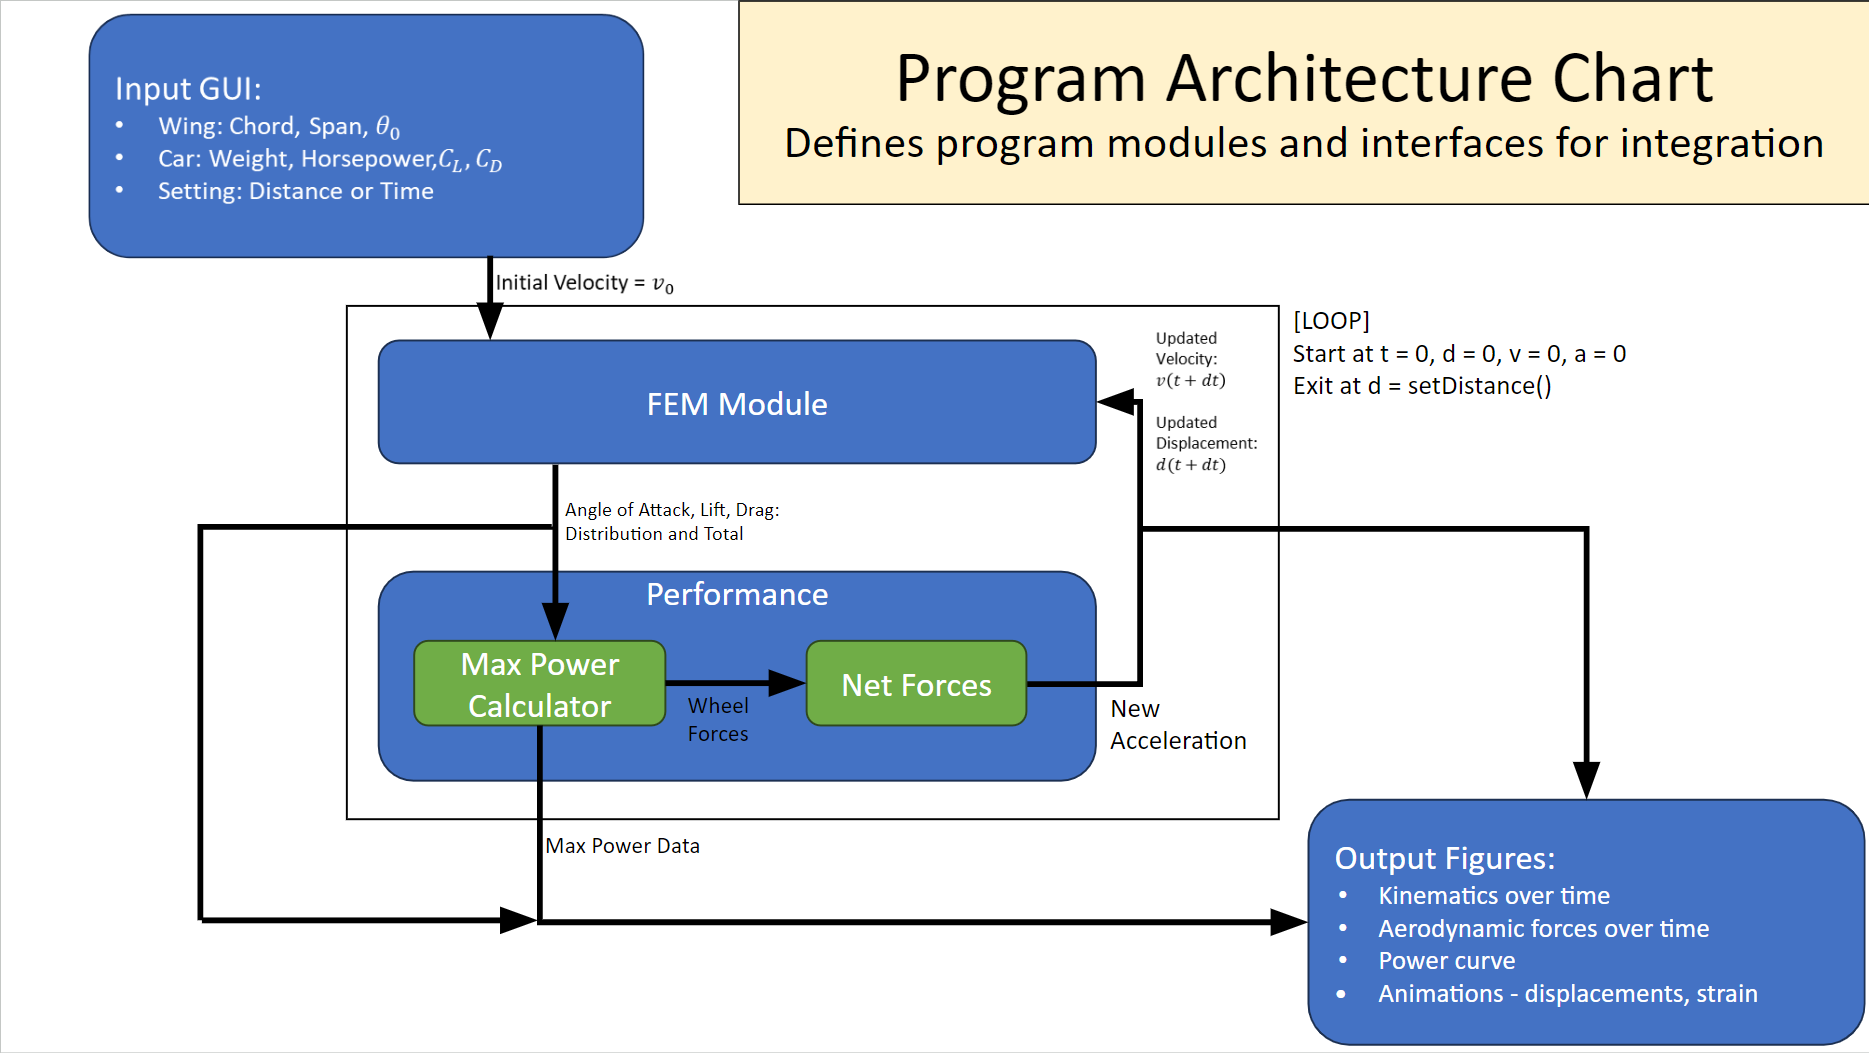 Program Architecture Chart
Defines program modules and interfaces for integration
Input GUI:
• Wing: Chord, Span, θ₀
• Car: Weight, Horsepower,C_L, C_D
• Setting: Distance or Time
Initial Velocity = v₀
[LOOP]
Start at t = 0, d = 0, v = 0, a = 0
Exit at d = setDistance()
Updated
Velocity:
v(t + dt)
Updated
Displacement:
d(t + dt)
FEM Module
Angle of Attack, Lift, Drag:
Distribution and Total
Performance
Max Power
Calculator
Wheel
Forces
Net Forces
New
Acceleration
Max Power Data
Output Figures:
• Kinematics over time
• Aerodynamic forces over time
• Power curve
• Animations - displacements, strain